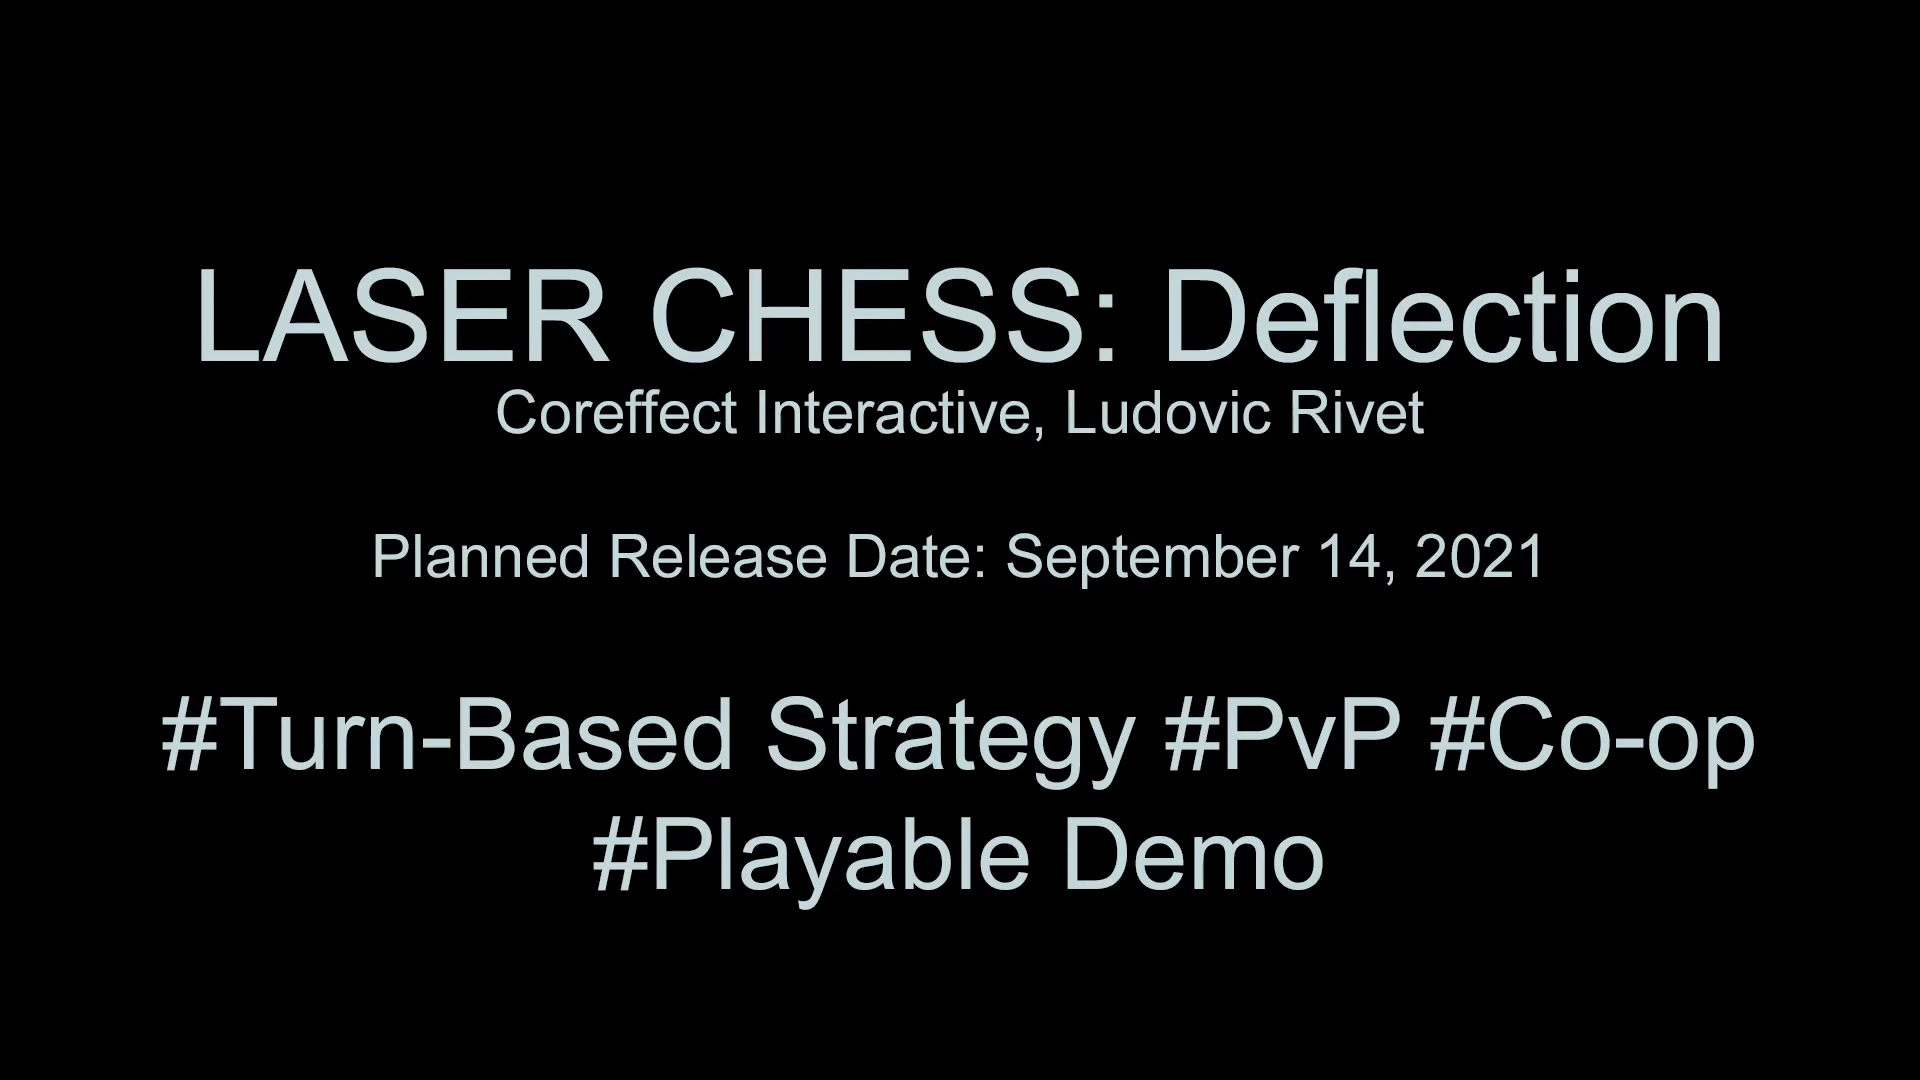 LASER CHESS: Deflection
Coreffect Interactive, Ludovic Rivet
Planned Release Date: September 14, 2021
#Turn-Based Strategy #PvP #Co-op
#Playable Demo